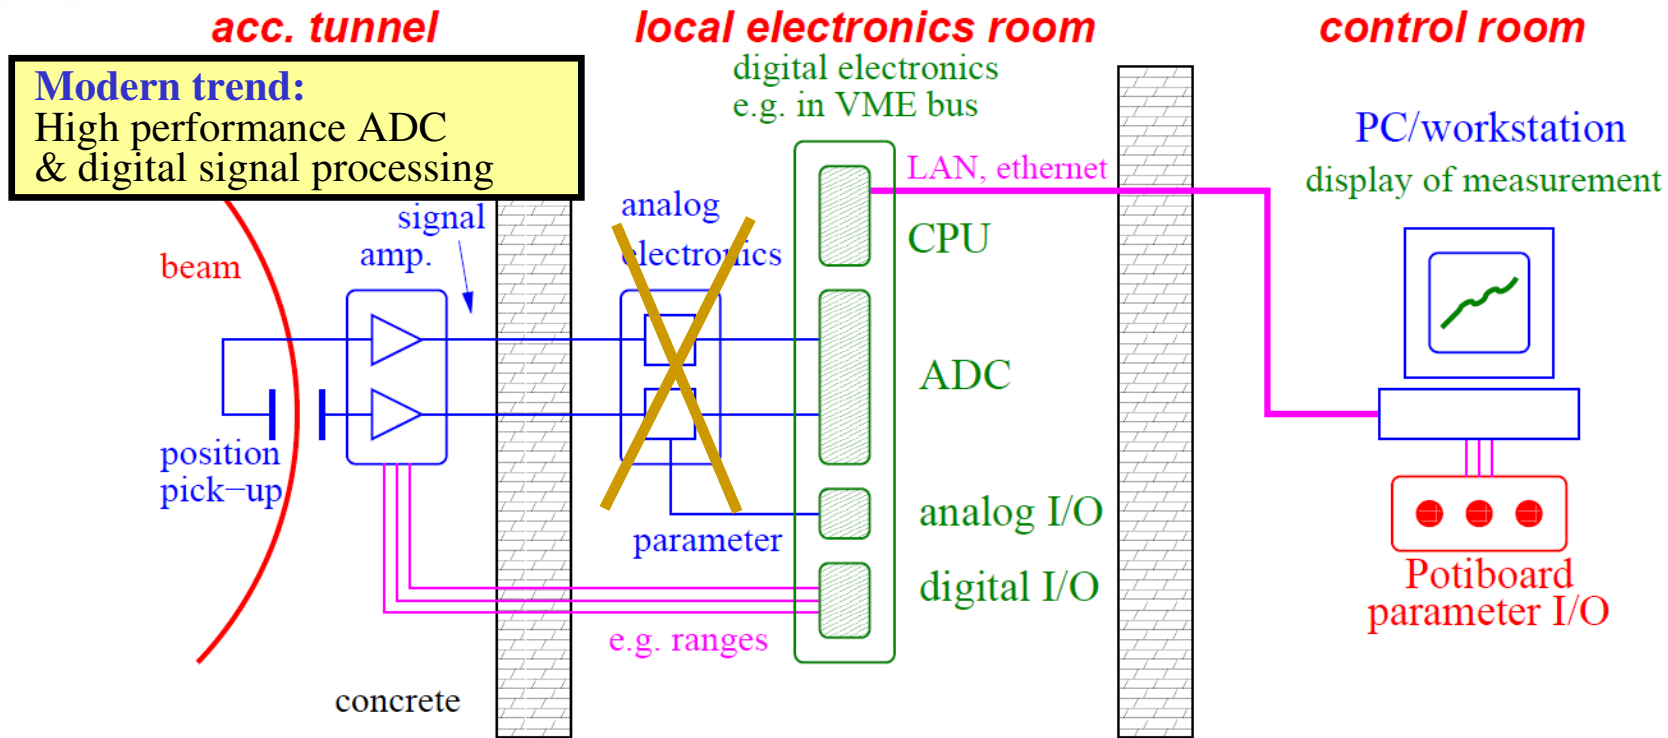 acc. tunnel
local electronics room
control room
Modern trend:
High performance ADC
& digital signal processing
digital electronics
e.g. in VME bus
PC/workstation
display of measurement
LAN, ethernet
signal
amp.
analog
electronics
beam
CPU
ADC
position
pick−up
analog I/O
parameter
digital I/O
e.g. ranges
Potiboard
parameter I/O
concrete